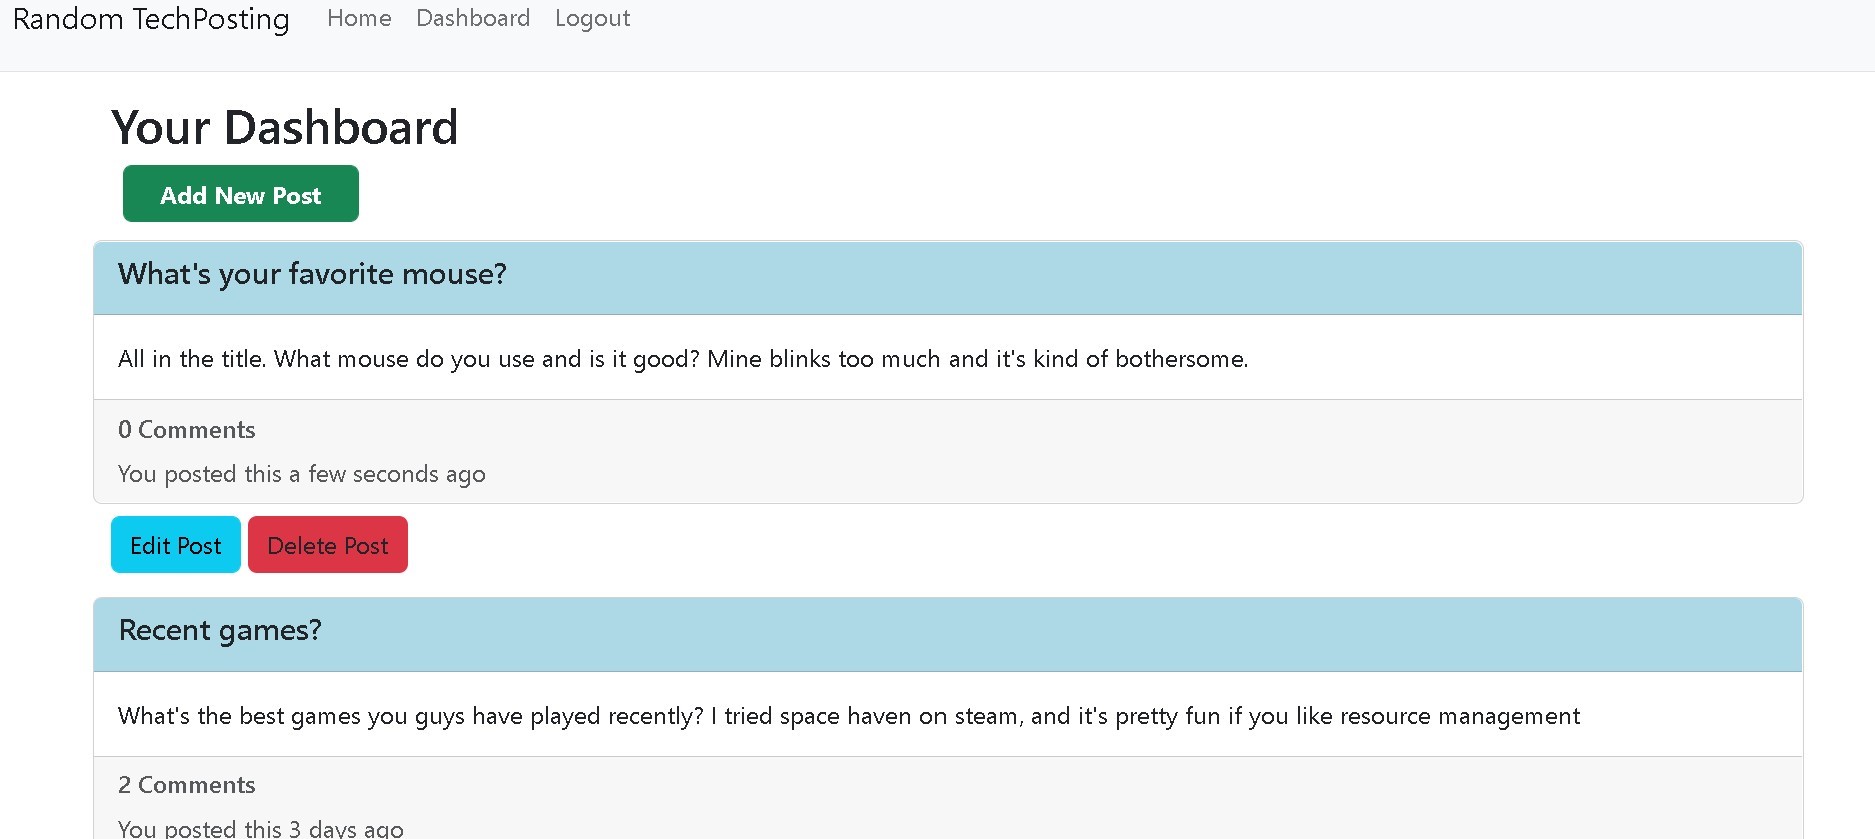 Random TechPosting Home Dashboard Logout
Your Dashboard
Add New Post
What's your favorite mouse?
All in the title. What mouse do you use and is it good? Mine blinks too much and it's kind of bothersome.
0 Comments
You posted this a few seconds ago
Edit Post Delete Post
Recent games?
What's the best games you guys have played recently? I tried space haven on steam, and it's pretty fun if you like resource management
2 Comments
You posted this 3 days ago